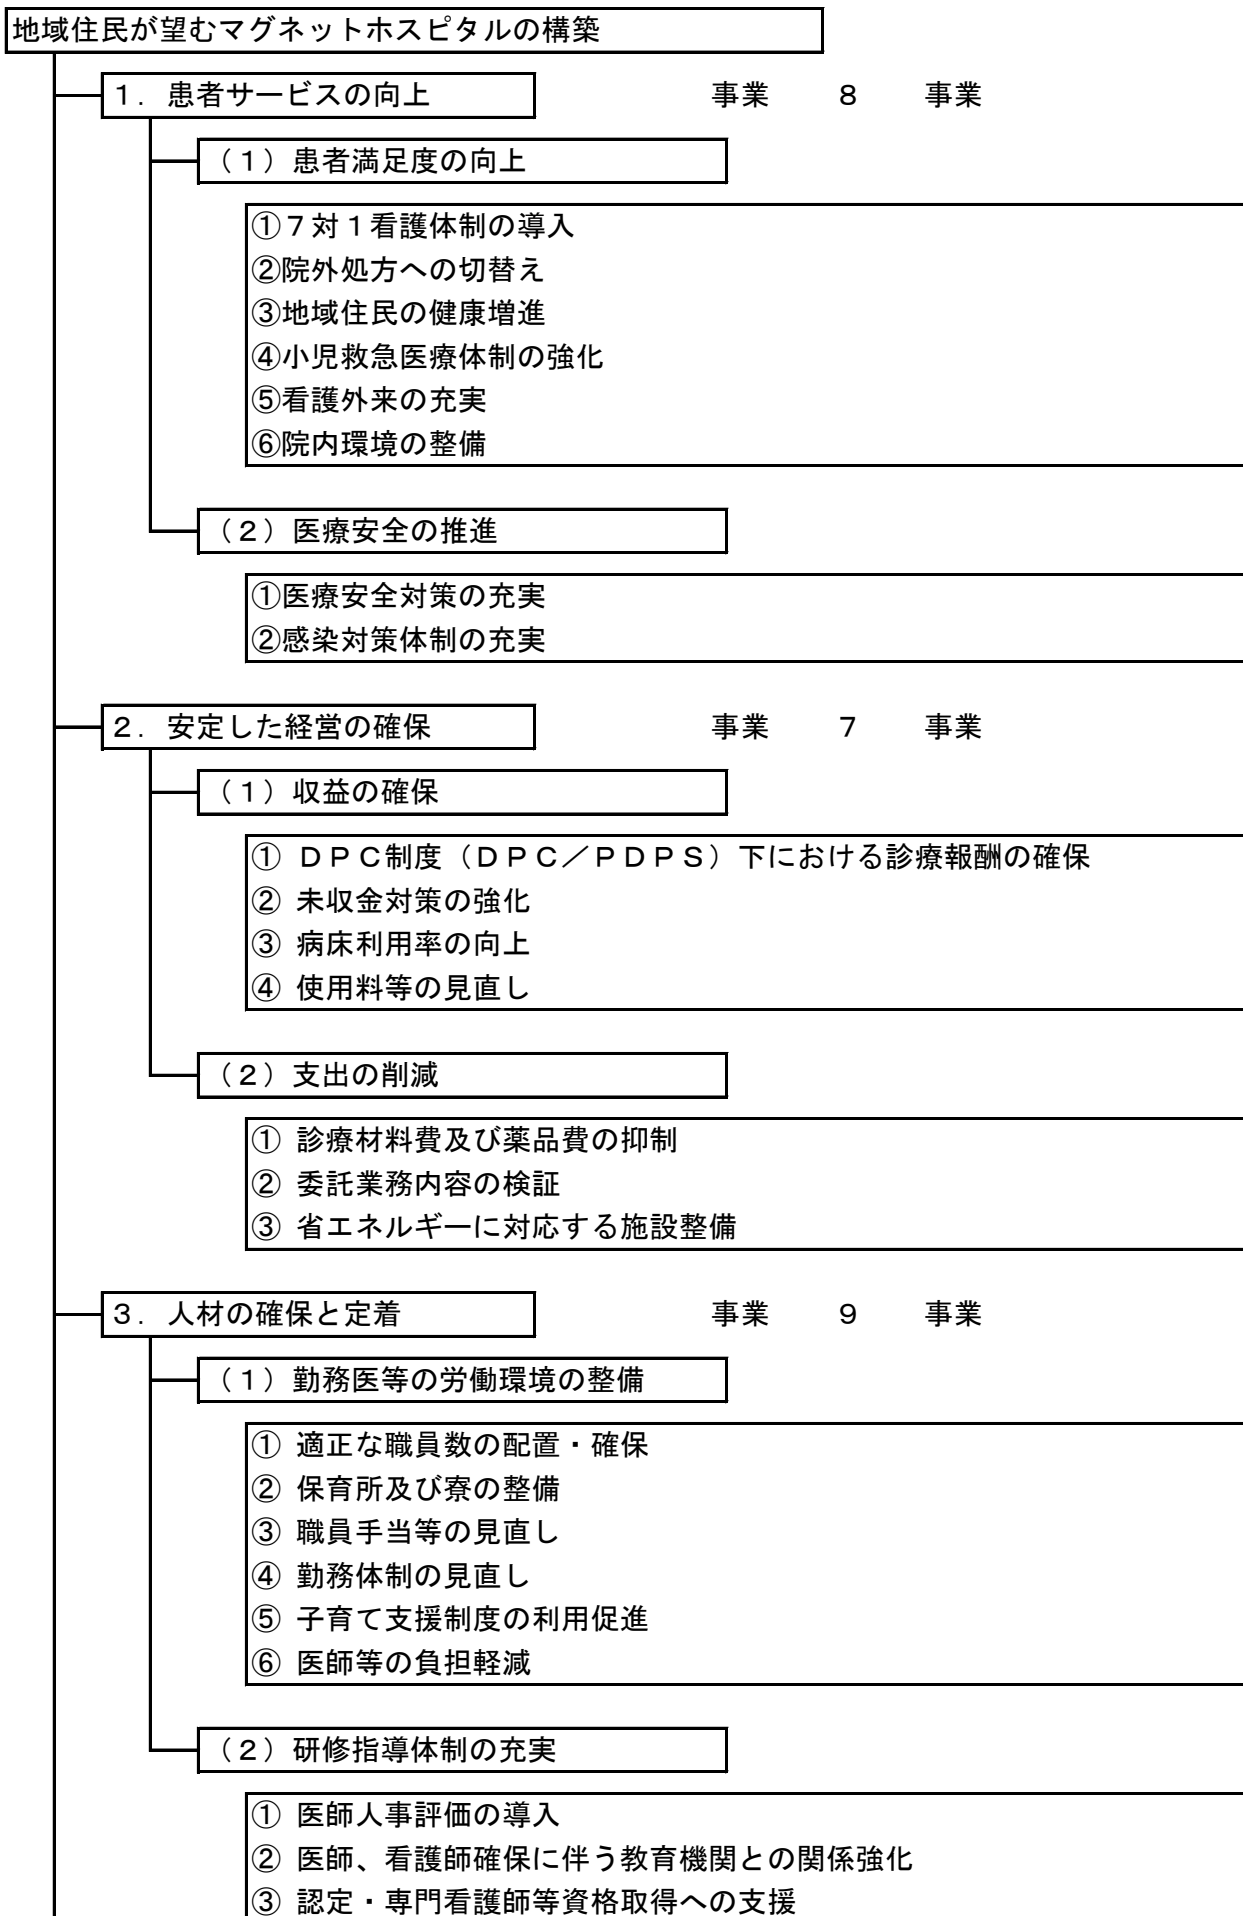 地域住民が望むマグネットホスピタルの構築
１．患者サービスの向上 事業 ８ 事業
（１）患者満足度の向上
①７対１看護体制の導入
②院外処方への切替え
③地域住民の健康増進
④小児救急医療体制の強化
⑤看護外来の充実
⑥院内環境の整備
（２）医療安全の推進
①医療安全対策の充実
②感染対策体制の充実
２．安定した経営の確保 事業 ７ 事業
（１）収益の確保
① ＤＰＣ制度（ＤＰＣ／ＰＤＰＳ）下における診療報酬の確保
② 未収金対策の強化
③ 病床利用率の向上
④ 使用料等の見直し
（２）支出の削減
① 診療材料費及び薬品費の抑制
② 委託業務内容の検証
③ 省エネルギーに対応する施設整備
３．人材の確保と定着 事業 ９ 事業
（１）勤務医等の労働環境の整備
① 適正な職員数の配置・確保
② 保育所及び寮の整備
③ 職員手当等の見直し
④ 勤務体制の見直し
⑤ 子育て支援制度の利用促進
⑥ 医師等の負担軽減
（２）研修指導体制の充実
① 医師人事評価の導入
② 医師、看護師確保に伴う教育機関との関係強化
③ 認定・専門看護師等資格取得への支援